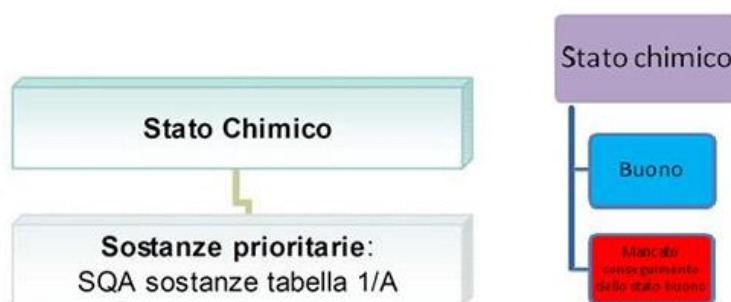 Stato Chimico
Sostanze prioritarie:
SQA sostanze tabella 1/A
Stato chimico
Buono
Mancato
conseguimento
dello stato buono